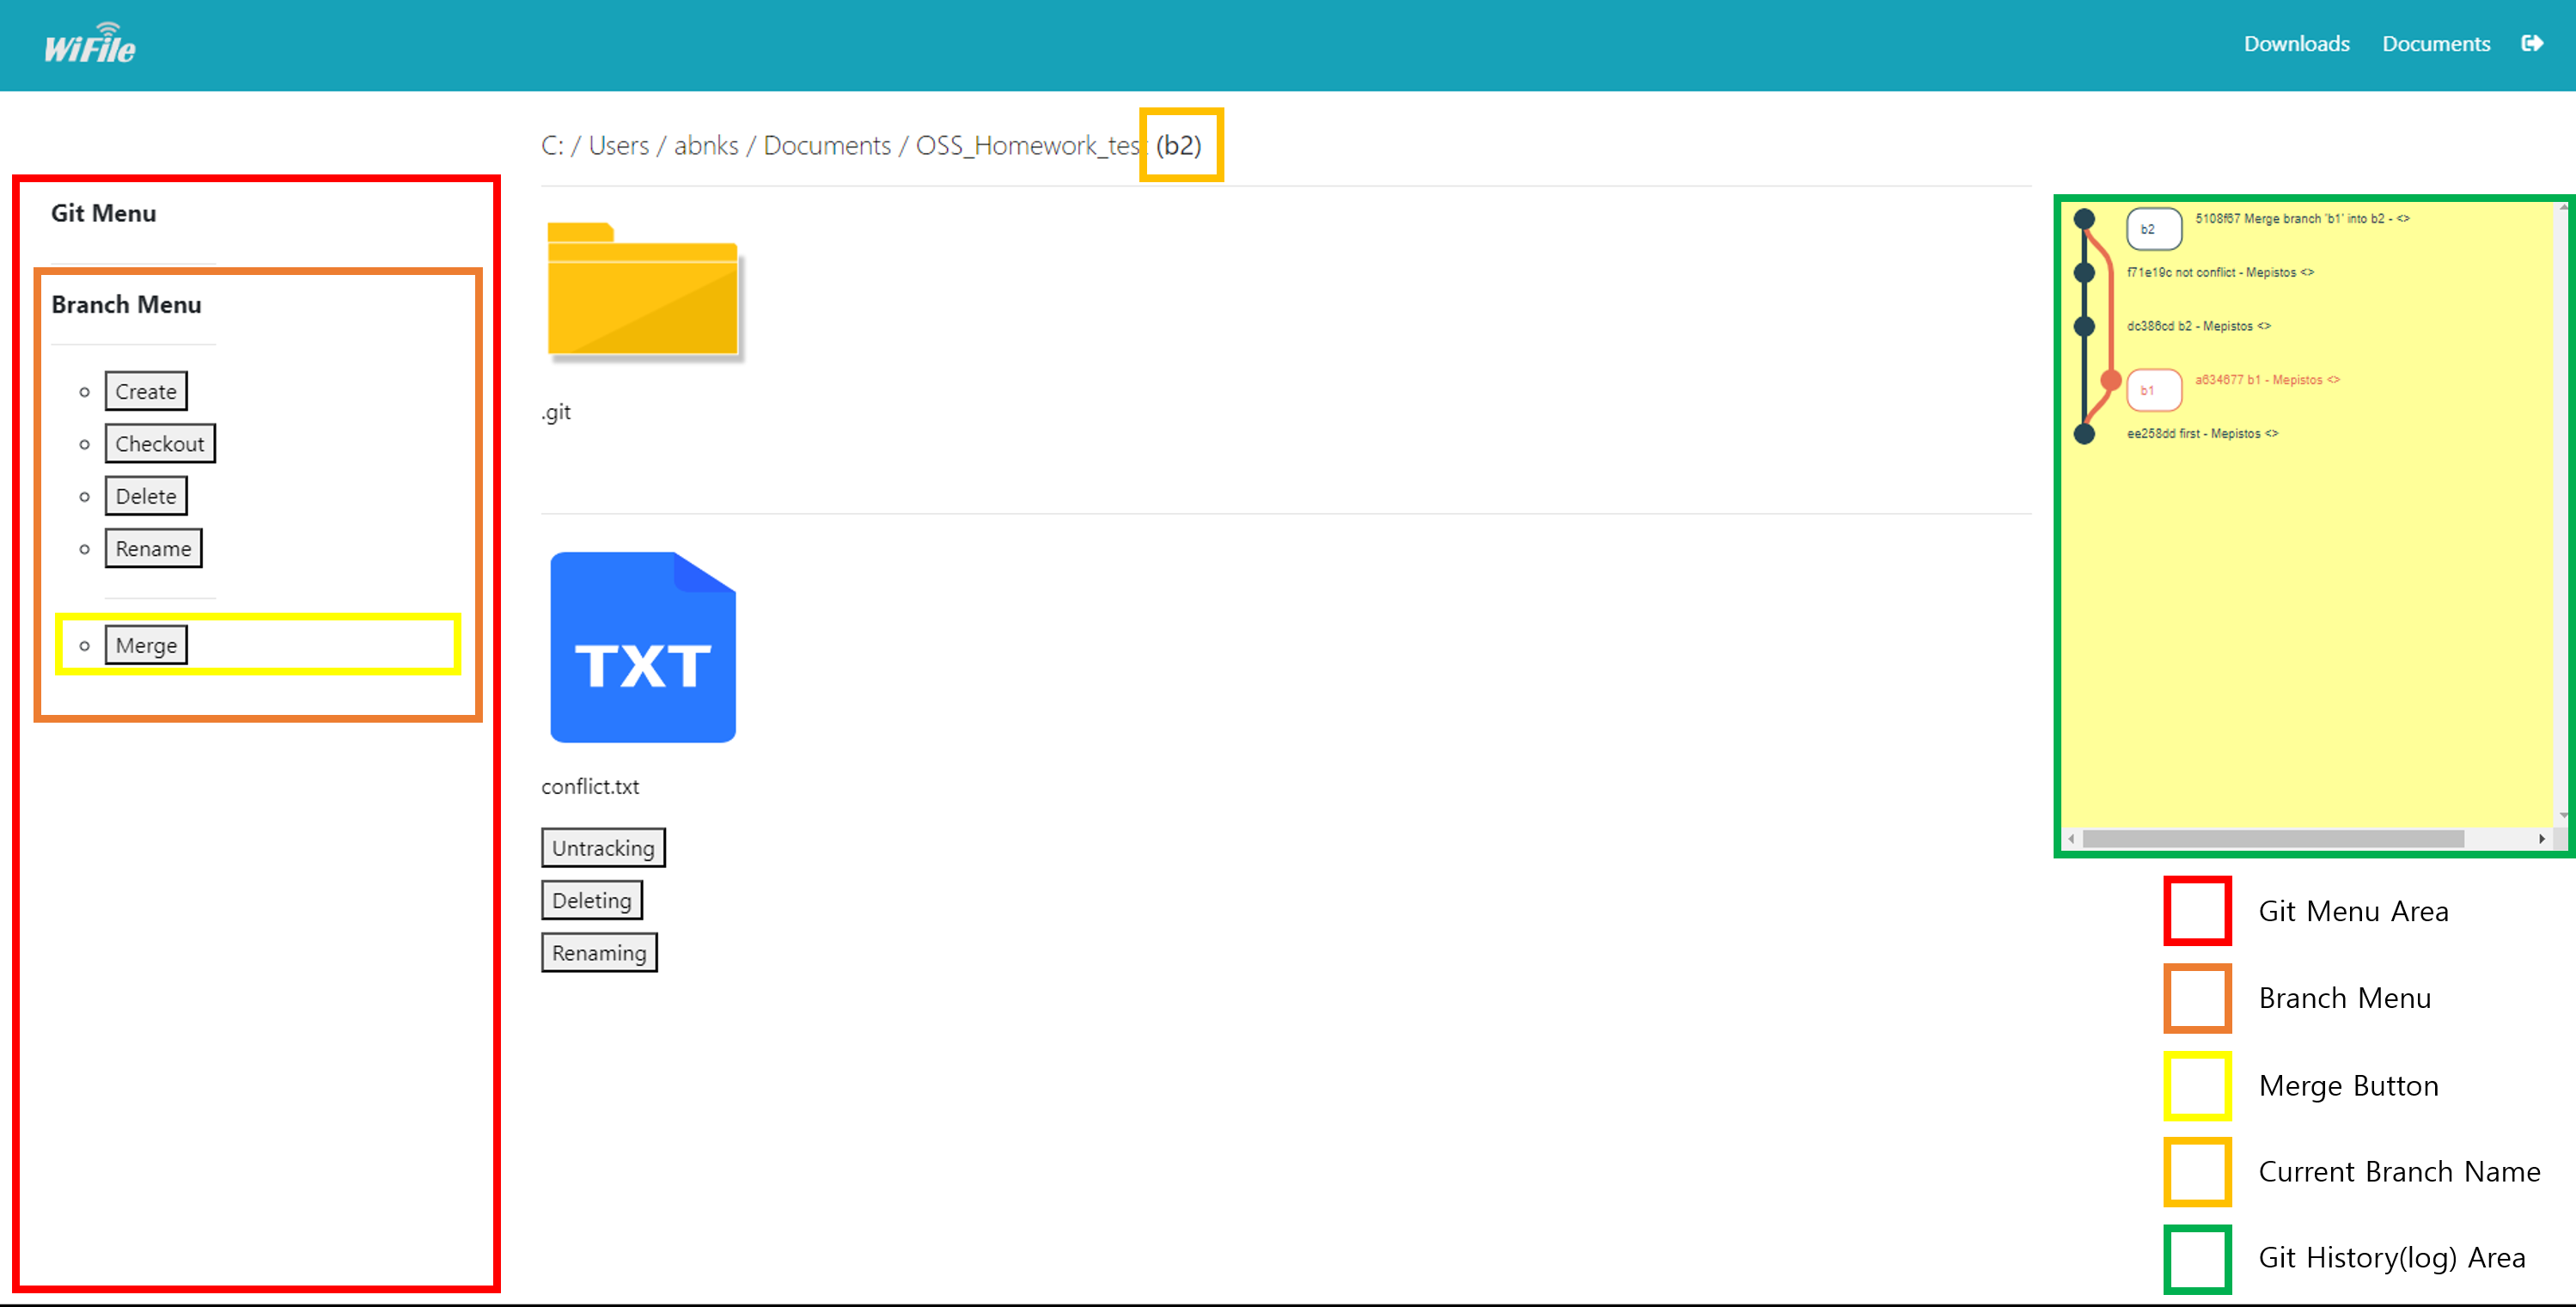 WiFile
Downloads Documents
C: / Users / abnks / Documents / OSS_Homework_test (b2)
Git Menu
Branch Menu
Create
Checkout
Delete
Rename
Merge
.git
TXT
conflict.txt
Untracking
Deleting
Renaming
b2 5108f67 Merge branch 'b1' into b2 - <>
f71e19c not conflict - Mepistos <>
dc386cd b2 - Mepistos <>
b1 a634677 b1 - Mepistos <>
ee258dd first - Mepistos <>
Git Menu Area
Branch Menu
Merge Button
Current Branch Name
Git History(log) Area